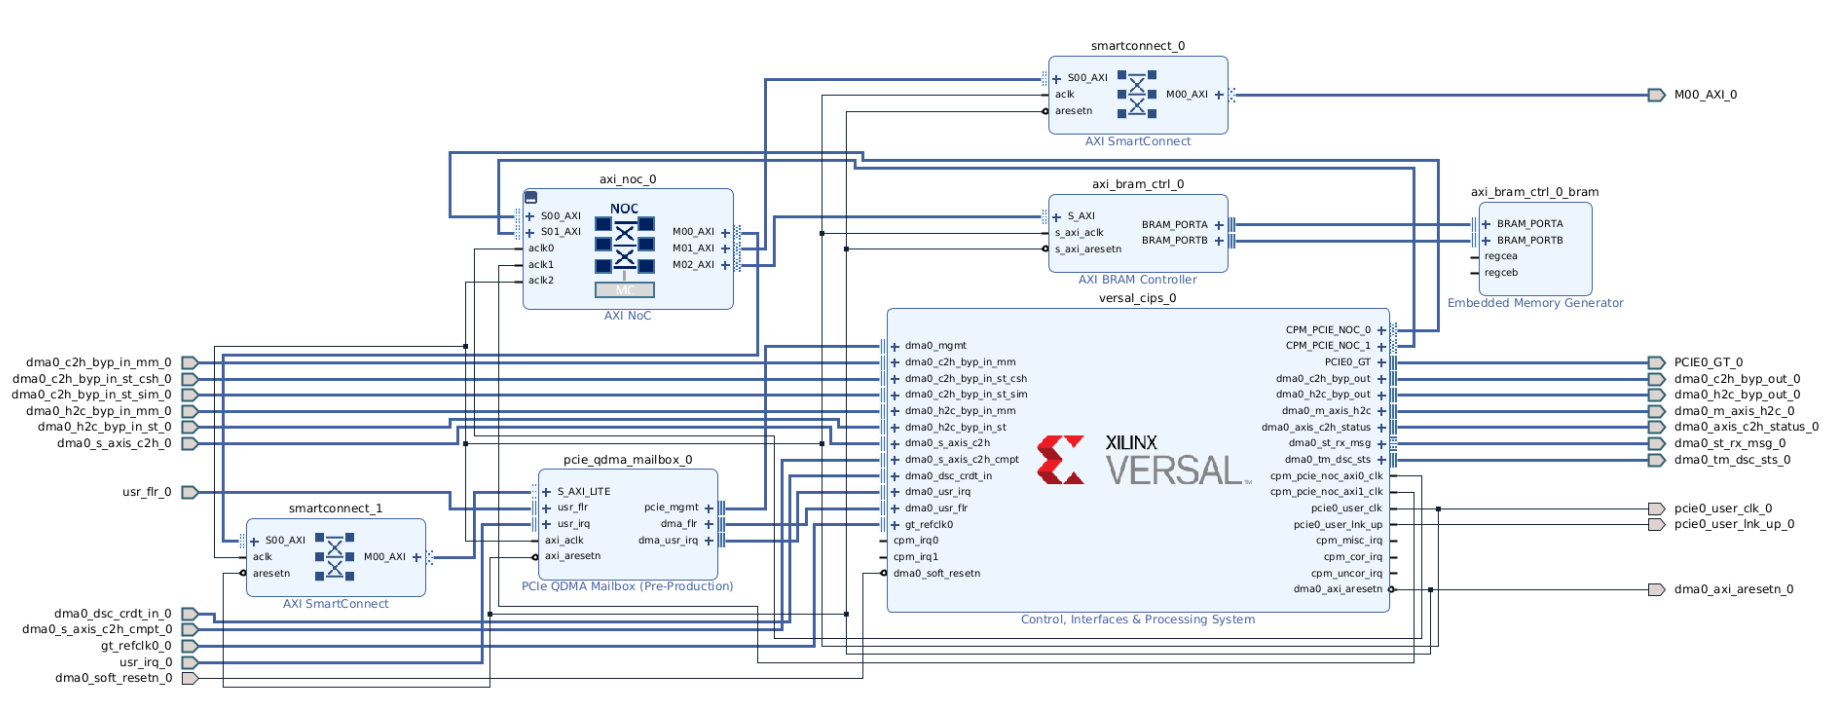 smartconnect_0
S00_AXI
aclk
aresetn
M00_AXI
AXI SmartConnect
M00_AXI_0
axi_noc_0
NOC
S00_AXI
S01_AXI
aclk0
aclk1
aclk2
M00_AXI
M01_AXI
M02_AXI
MC
AXI NoC
axi_bram_ctrl_0
S_AXI
s_axi_aclk
s_axi_aresetn
BRAM_PORTA
BRAM_PORTB
AXI BRAM Controller
axi_bram_ctrl_0_bram
BRAM_PORTA
BRAM_PORTB
regcea
regceb
Embedded Memory Generator
dma0_c2h_byp_in_mm_0
dma0_c2h_byp_in_st_csh_0
dma0_c2h_byp_in_st_sim_0
dma0_h2c_byp_in_mm_0
dma0_h2c_byp_in_st_0
dma0_s_axis_c2h_0
usr_flr_0
smartconnect_1
S00_AXI
aclk
aresetn
M00_AXI
AXI SmartConnect
dma0_dsc_crdt_in_0
dma0_s_axis_c2h_cmpt_0
gt_refclk0_0
usr_irq_0
dma0_soft_resetn_0
pcie_qdma_mailbox_0
S_AXI_LITE
usr_flr
usr_irq
axi_aclk
axi_aresetn
pcie_mgmt
dma_flr
dma_usr_irq
PCIe QDMA Mailbox (Pre-Production)
versal_cips_0
dma0_mgmt
dma0_c2h_byp_in_mm
dma0_c2h_byp_in_st_csh
dma0_c2h_byp_in_st_sim
dma0_h2c_byp_in_mm
dma0_h2c_byp_in_st
dma0_s_axis_c2h
dma0_s_axis_c2h_cmpt
dma0_dsc_crdt_in
dma0_usr_irq
dma0_usr_flr
gt_refclk0
cpm_irq0
cpm_irq1
dma0_soft_resetn
XILINX
VERSAL™
CPM_PCIE_NOC_0
CPM_PCIE_NOC_1
PCIE0_GT
dma0_c2h_byp_out
dma0_h2c_byp_out
dma0_m_axis_h2c
dma0_axis_c2h_status
dma0_st_rx_msg
dma0_tm_dsc_sts
cpm_pcie_noc_axi0_clk
cpm_pcie_noc_axi1_clk
pcie0_user_clk
pcie0_user_lnk_up
cpm_misc_irq
cpm_cor_irq
cpm_uncor_irq
dma0_axi_aresetn
Control, Interfaces & Processing System
PCIE0_GT_0
dma0_c2h_byp_out_0
dma0_h2c_byp_out_0
dma0_m_axis_h2c_0
dma0_axis_c2h_status_0
dma0_st_rx_msg_0
dma0_tm_dsc_sts_0
pcie0_user_clk_0
pcie0_user_lnk_up_0
dma0_axi_aresetn_0